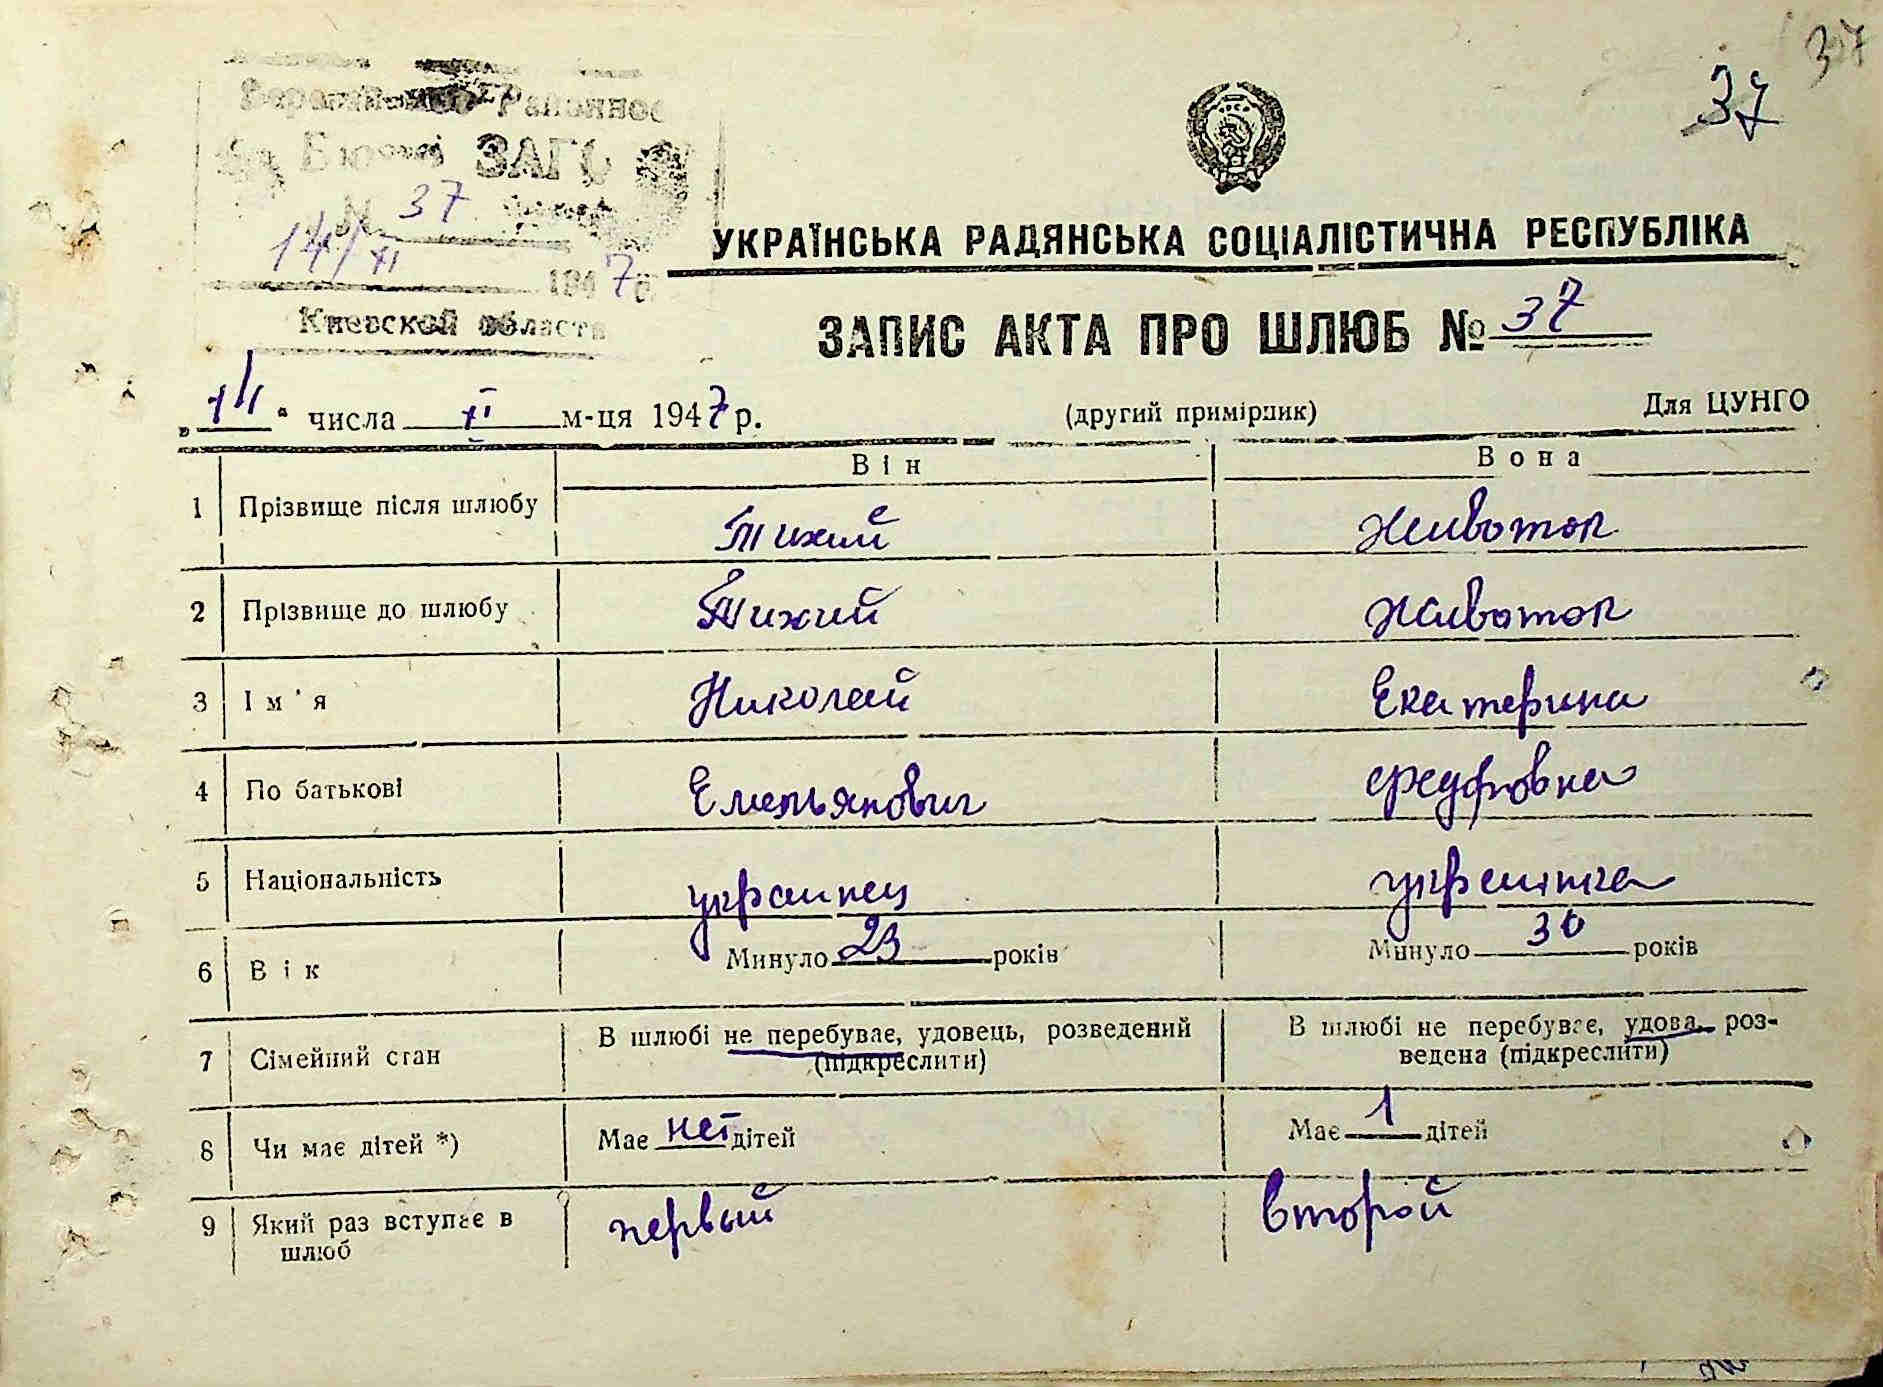 37
37
Районное
Бюро ЗАГС
№ 37
14/XI 1947 г.
Киевской области
УКРАЇНСЬКА РАДЯНСЬКА СОЦІАЛІСТИЧНА РЕСПУБЛІКА
ЗАПИС АКТА ПРО ШЛЮБ № 37
„14“ числа XI м-ця 1947 р. (другий примірник) Для ЦУНГО
Він Вона
1 Прізвище після шлюбу Тихий Животок
2 Прізвище до шлюбу Тихий Животок
3 Ім'я Николай Екатерина
4 По батькові Емельянович
5 Національність украинец украинка
6 Вік Минуло 23 років Минуло 30 років
7 Сімейний стан В шлюбі не перебуває, удовець, розведений (підкреслити) В шлюбі не перебуває, удова, роз-
ведена (підкреслити)
8 Чи має дітей *) Має нет дітей Має 1 дітей
9 Який раз вступає в шлюб первый второй